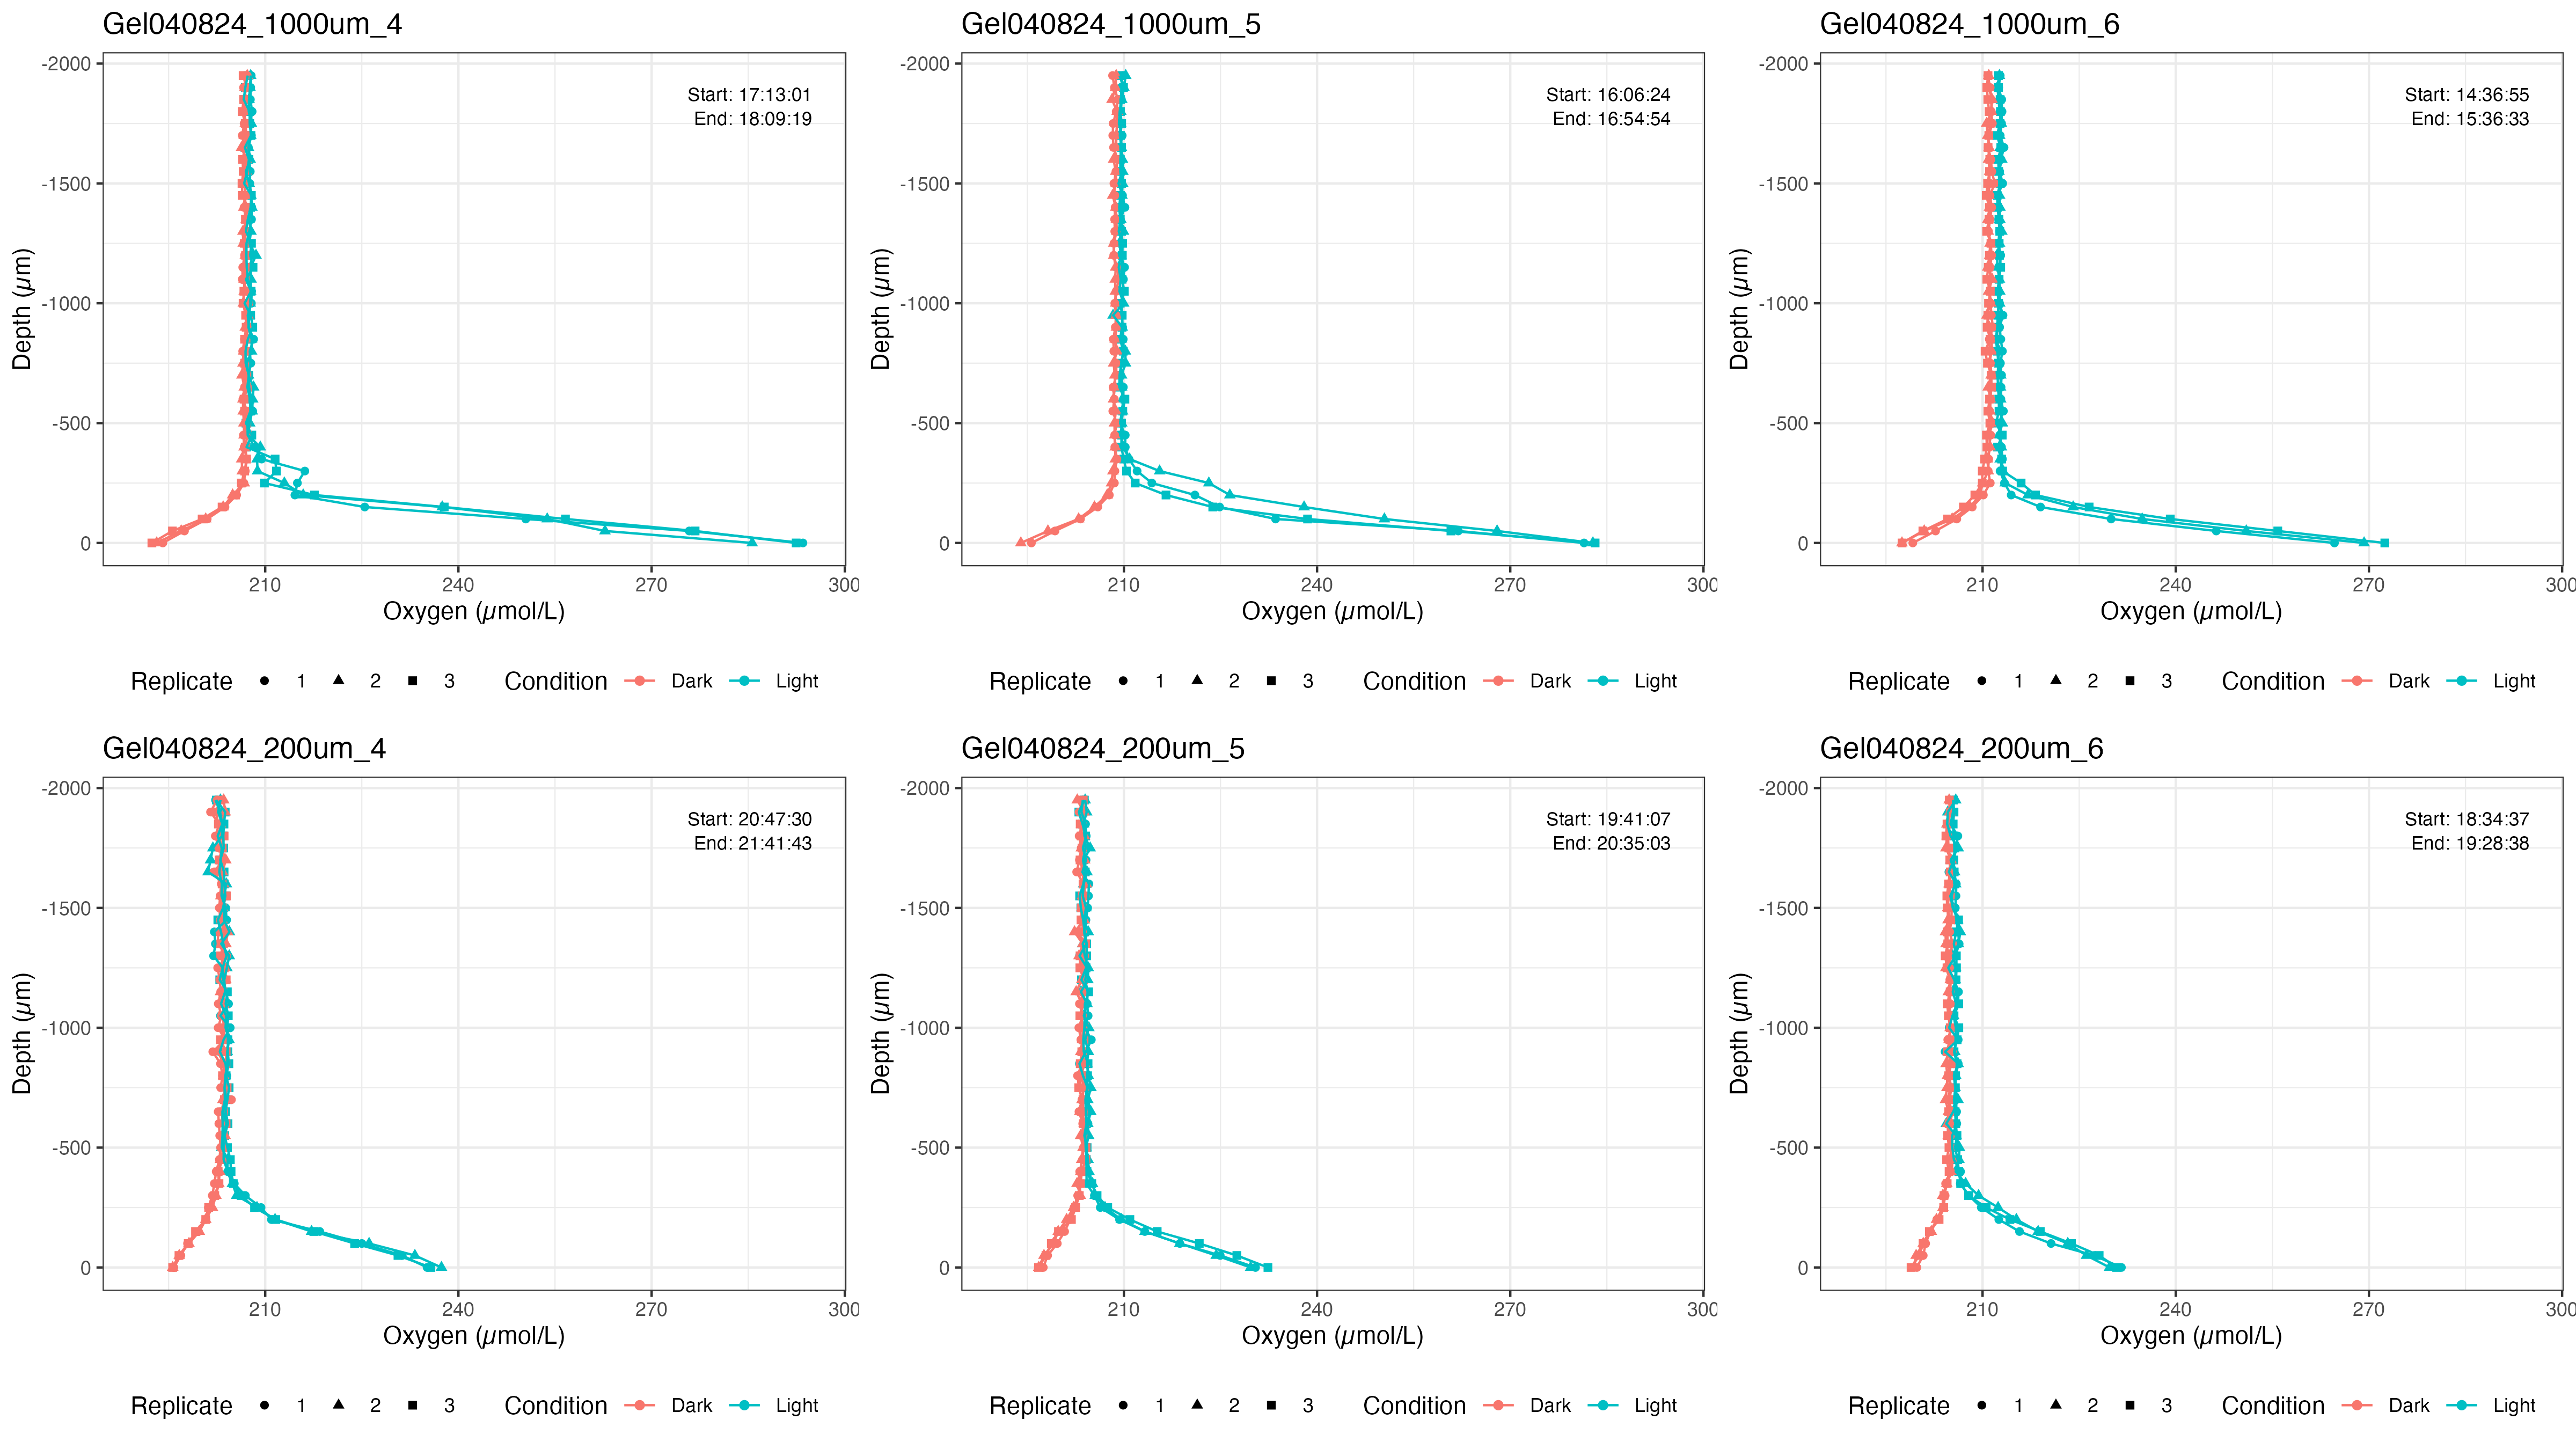 Gel040824_1000um_4
-2000
-1500
-1000
-500
0
Depth (µm)
Start: 17:13:01
End: 18:09:19
210 240 270 300
Oxygen (µmol/L)
Replicate 1 2 3 Condition Dark Light
Gel040824_1000um_5
-2000
-1500
-1000
-500
0
Depth (µm)
Start: 16:06:24
End: 16:54:54
210 240 270 300
Oxygen (µmol/L)
Replicate 1 2 3 Condition Dark Light
Gel040824_1000um_6
-2000
-1500
-1000
-500
0
Depth (µm)
Start: 14:36:55
End: 15:36:33
210 240 270 300
Oxygen (µmol/L)
Replicate 1 2 3 Condition Dark Light
Gel040824_200um_4
-2000
-1500
-1000
-500
0
Depth (µm)
Start: 20:47:30
End: 21:41:43
210 240 270 300
Oxygen (µmol/L)
Replicate 1 2 3 Condition Dark Light
Gel040824_200um_5
-2000
-1500
-1000
-500
0
Depth (µm)
Start: 19:41:07
End: 20:35:03
210 240 270 300
Oxygen (µmol/L)
Replicate 1 2 3 Condition Dark Light
Gel040824_200um_6
-2000
-1500
-1000
-500
0
Depth (µm)
Start: 18:34:37
End: 19:28:38
210 240 270 300
Oxygen (µmol/L)
Replicate 1 2 3 Condition Dark Light